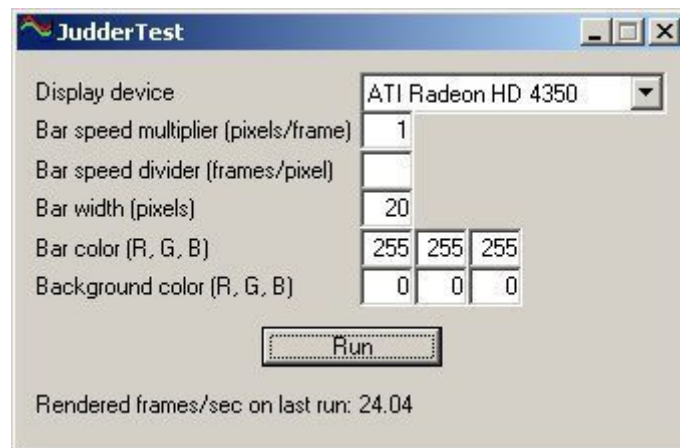 JudderTest
Display device ATI Radeon HD 4350
Bar speed multiplier (pixels/frame) 1
Bar speed divider (frames/pixel)
Bar width (pixels) 20
Bar color (R, G, B) 255 255 255
Background color (R, G, B) 0 0 0
Run
Rendered frames/sec on last run: 24.04